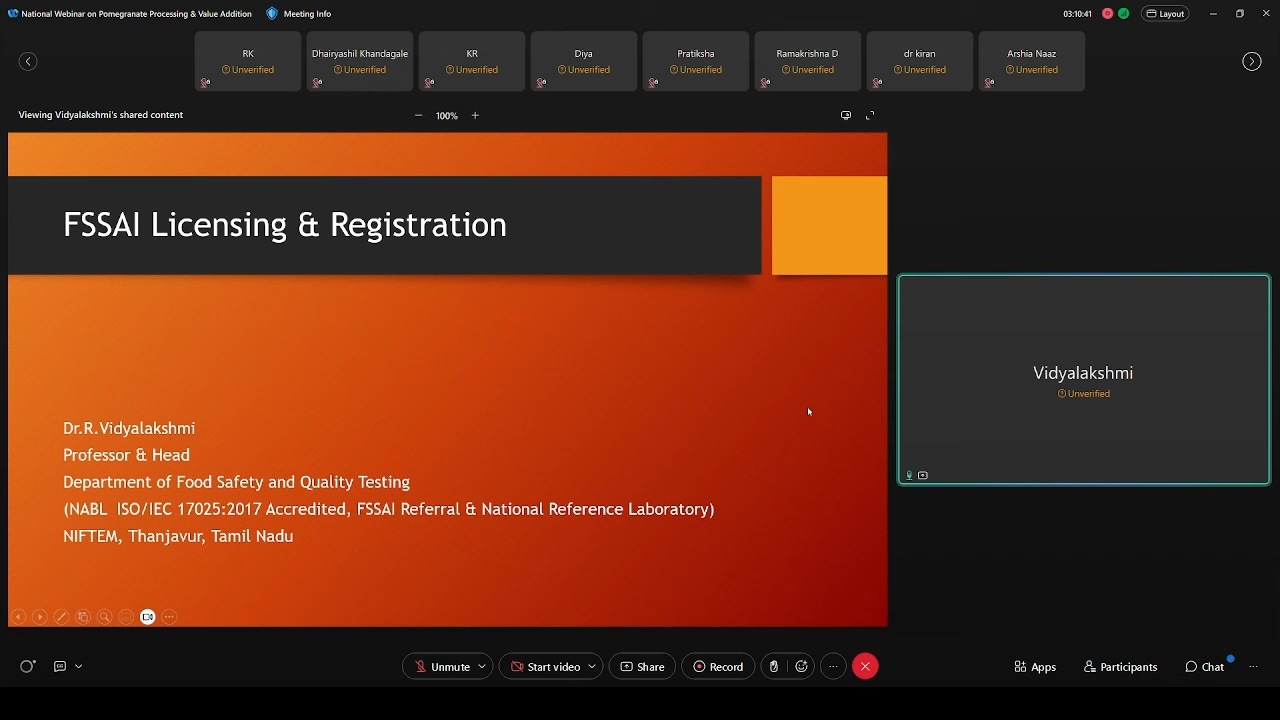 National Webinar on Pomegranate Processing & Value Addition
Meeting Info
03:10:41
Layout
RK
Unverified
Dhairyashil Khandagale
Unverified
KR
Unverified
Diya
Unverified
Pratiksha
Unverified
Ramakrishna D
Unverified
dr kiran
Unverified
Arshia Naaz
Unverified
Viewing Vidyalakshmi's shared content
100%
FSSAI Licensing & Registration
Dr.R.Vidyalakshmi
Professor & Head
Department of Food Safety and Quality Testing
(NABL ISO/IEC 17025:2017 Accredited, FSSAI Referral & National Reference Laboratory)
NIFTEM, Thanjavur, Tamil Nadu
Vidyalakshmi
Unverified
Unmute
Start video
Share
Record
Apps
Participants
Chat